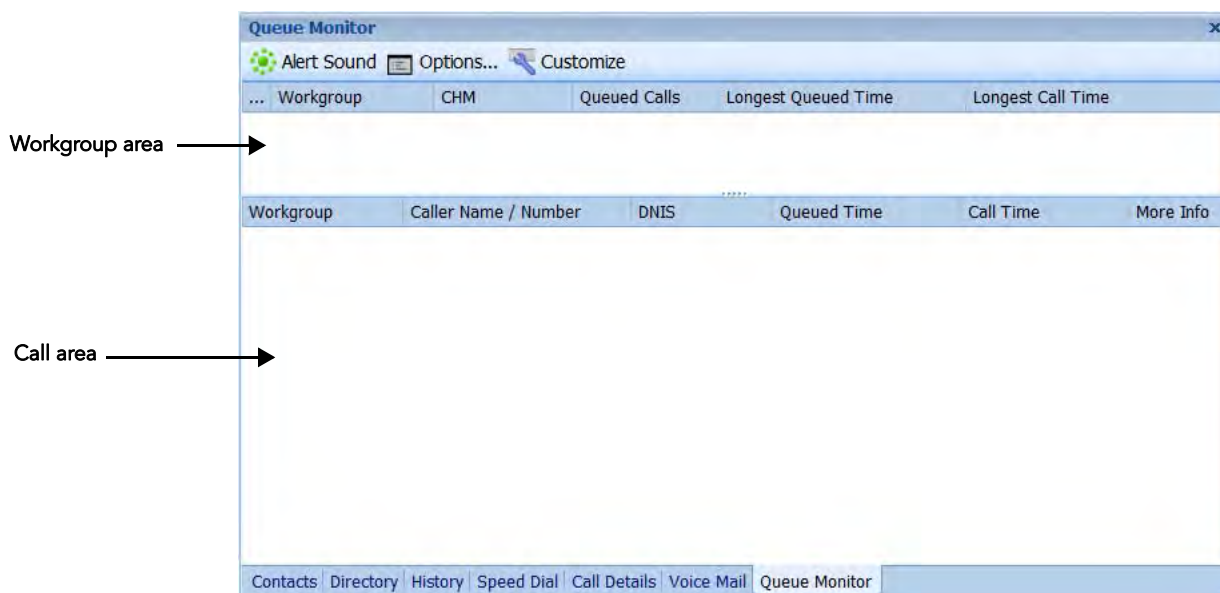 Queue Monitor x
Alert Sound Options... Customize
... Workgroup CHM Queued Calls Longest Queued Time Longest Call Time
Workgroup area
Workgroup Caller Name / Number DNIS Queued Time Call Time More Info
Call area
Contacts Directory History Speed Dial Call Details Voice Mail Queue Monitor